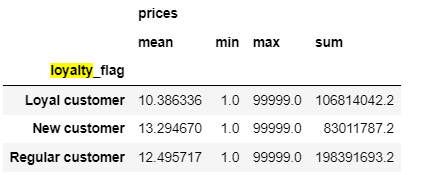 prices
mean min max sum
loyalty_flag
Loyal customer 10.386336 1.0 99999.0 106814042.2
New customer 13.294670 1.0 99999.0 83011787.2
Regular customer 12.495717 1.0 99999.0 198391693.2